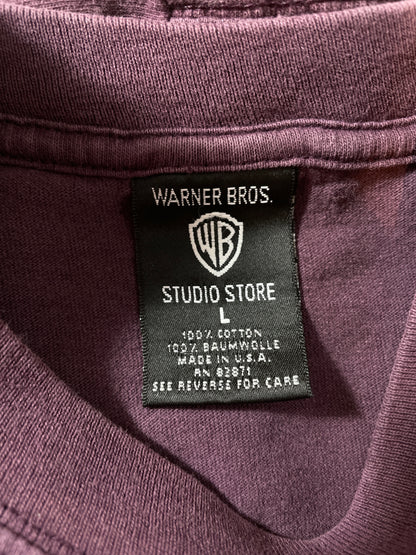 WARNER BROS.
WB
STUDIO STORE
L
100% COTTON
100% BAUMWOLLE
MADE IN U.S.A.
RN 82871
SEE REVERSE FOR CARE